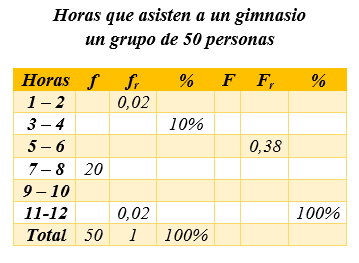 Horas que asisten a un gimnasio
un grupo de 50 personas
Horas f fr % F Fr %
1 – 2 0,02
3 – 4 10%
5 – 6 0,38
7 – 8 20
9 – 10
11-12 0,02 100%
Total 50 1 100%